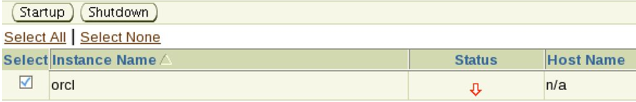 Startup Shutdown
Select All | Select None
Select Instance Name Status Host Name
orcl n/a